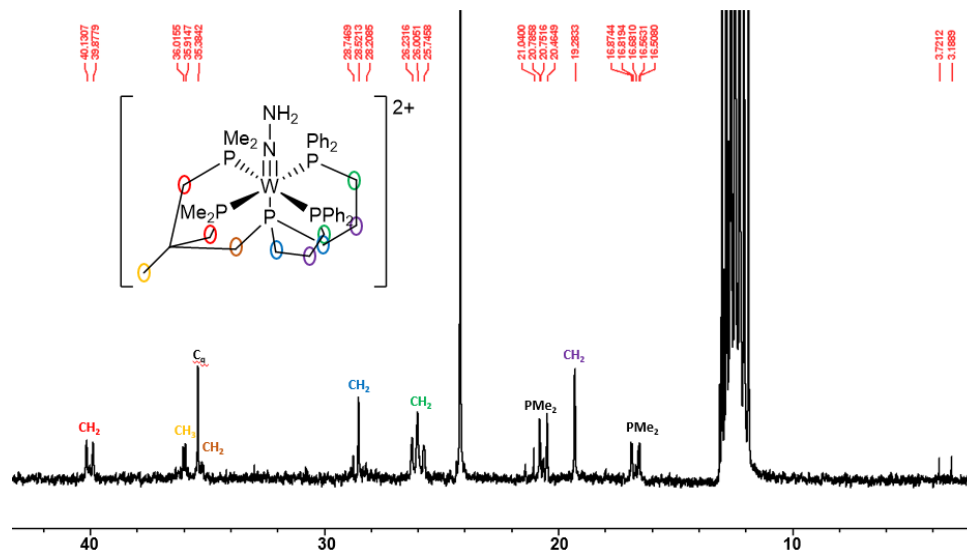 40.1307
39.8779
36.0155
35.9147
35.3842
28.7469
28.5213
28.2085
26.2316
26.0051
25.7458
21.0400
20.7858
20.7516
20.4649
19.2833
16.8744
16.8194
16.6810
16.5631
16.5080
3.7212
3.1889
2+
NH₂
Me₂
N
Ph₂
P
P
W
Me₂P
P
PPh₂
C_q
CH₂
CH₃
CH₂
CH₂
CH₂
PMe₂
CH₂
PMe₂
40
30
20
10